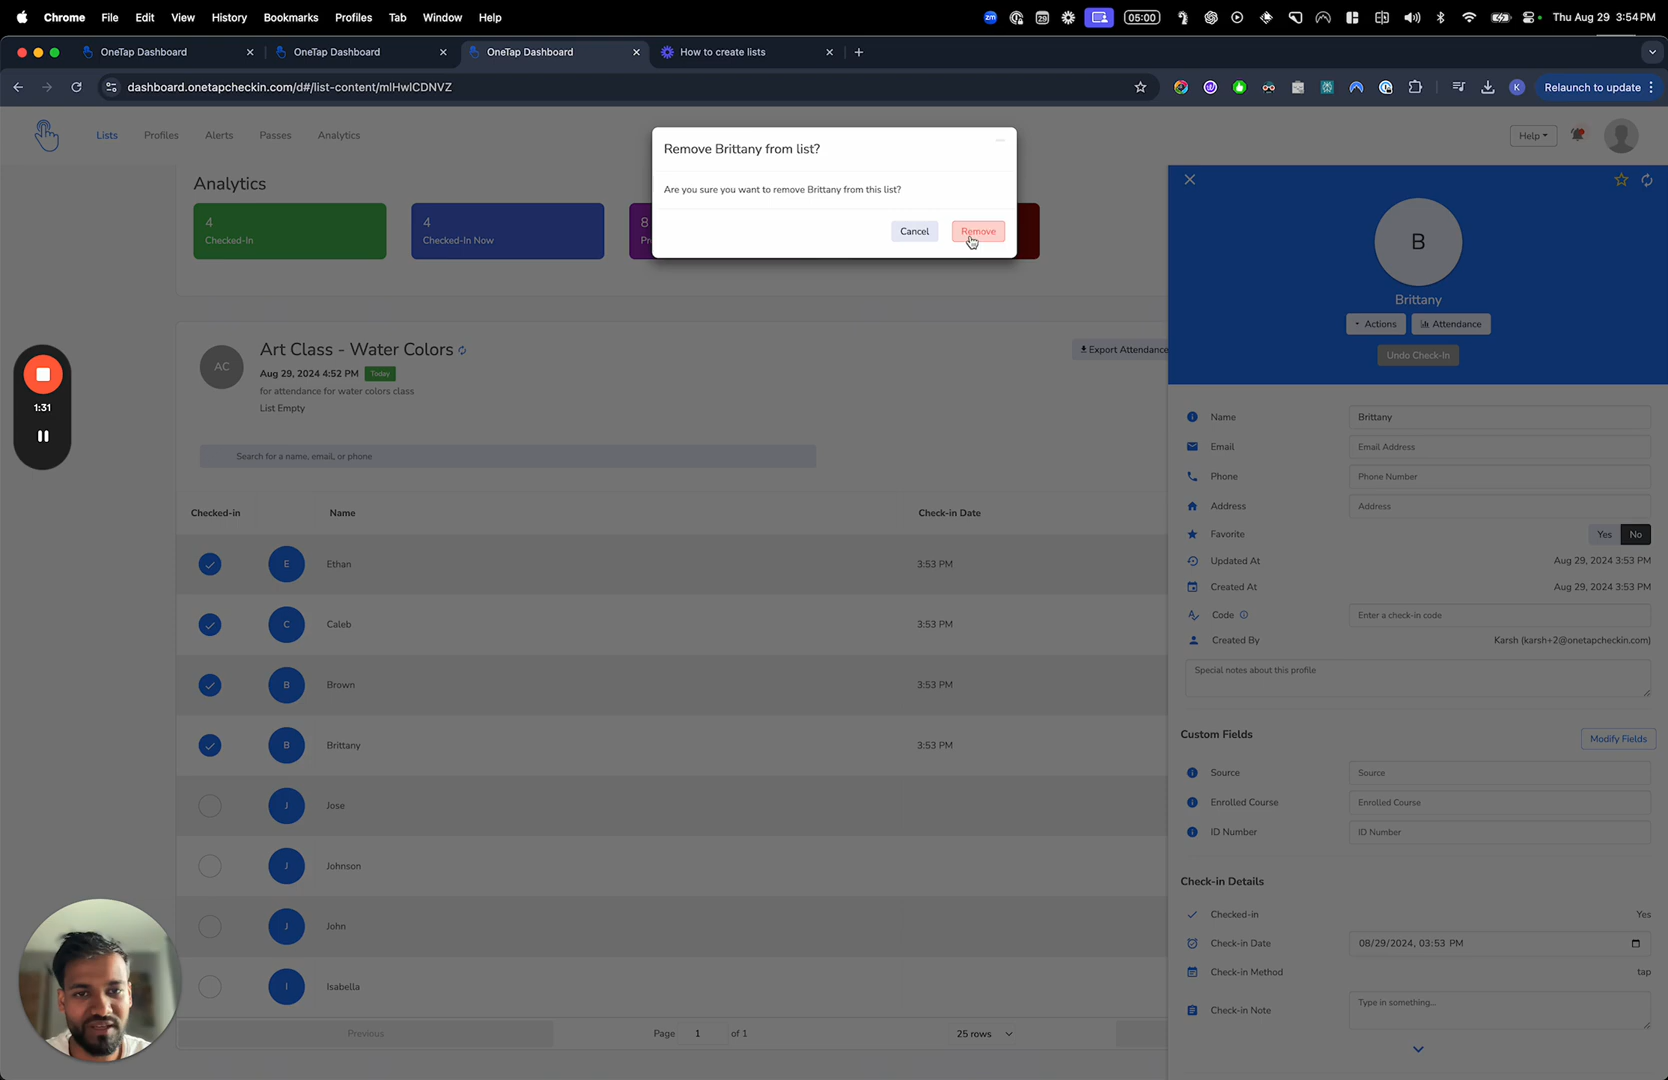 Chrome File Edit View History Bookmarks Profiles Tab Window Help
zm 29 05:00 Thu Aug 29 3:54 PM
OneTap Dashboard OneTap Dashboard OneTap Dashboard How to create lists
dashboard.onetapcheckin.com/d#/list-content/mIHwlCDNVZ
K Relaunch to update
Lists Profiles Alerts Passes Analytics
Help
Remove Brittany from list?
Are you sure you want to remove Brittany from this list?
Cancel Remove
Analytics
4
Checked-In
4
Checked-In Now
8
AC
Art Class - Water Colors
Aug 29, 2024 4:52 PM Today
for attendance for water colors class
List Empty
Export Attendance
Search for a name, email, or phone
Checked-in Name Check-in Date
E Ethan 3:53 PM
C Caleb 3:53 PM
B Brown 3:53 PM
B Brittany 3:53 PM
J Jose
J Johnson
J John
I Isabella
Previous Page 1 of 1 25 rows
1:31
B
Brittany
Actions Attendance
Undo Check-In
Name Brittany
Email Email Address
Phone Phone Number
Address Address
Favorite Yes No
Updated At Aug 29, 2024 3:53 PM
Created At Aug 29, 2024 3:53 PM
Code Enter a check-in code
Created By Karsh (karsh+2@onetapcheckin.com)
Special notes about this profile
Custom Fields Modify Fields
Source Source
Enrolled Course Enrolled Course
ID Number ID Number
Check-in Details
Checked-in Yes
Check-in Date 08/29/2024, 03:53 PM
Check-in Method tap
Check-in Note Type in something...